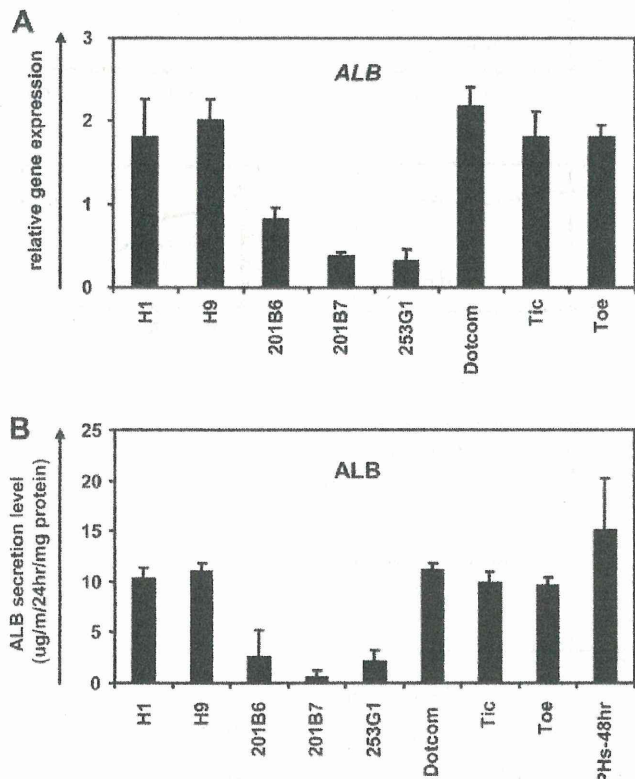 A
relative gene expression
3
2
1
0
ALB
H1
H9
201B6
201B7
253G1
Dotcom
Tic
Toe
B
ALB secretion level
(ug/m/24hr/mg protein)
25
20
15
10
5
0
ALB
H1
H9
201B6
201B7
253G1
Dotcom
Tic
Toe
PHs-48hr